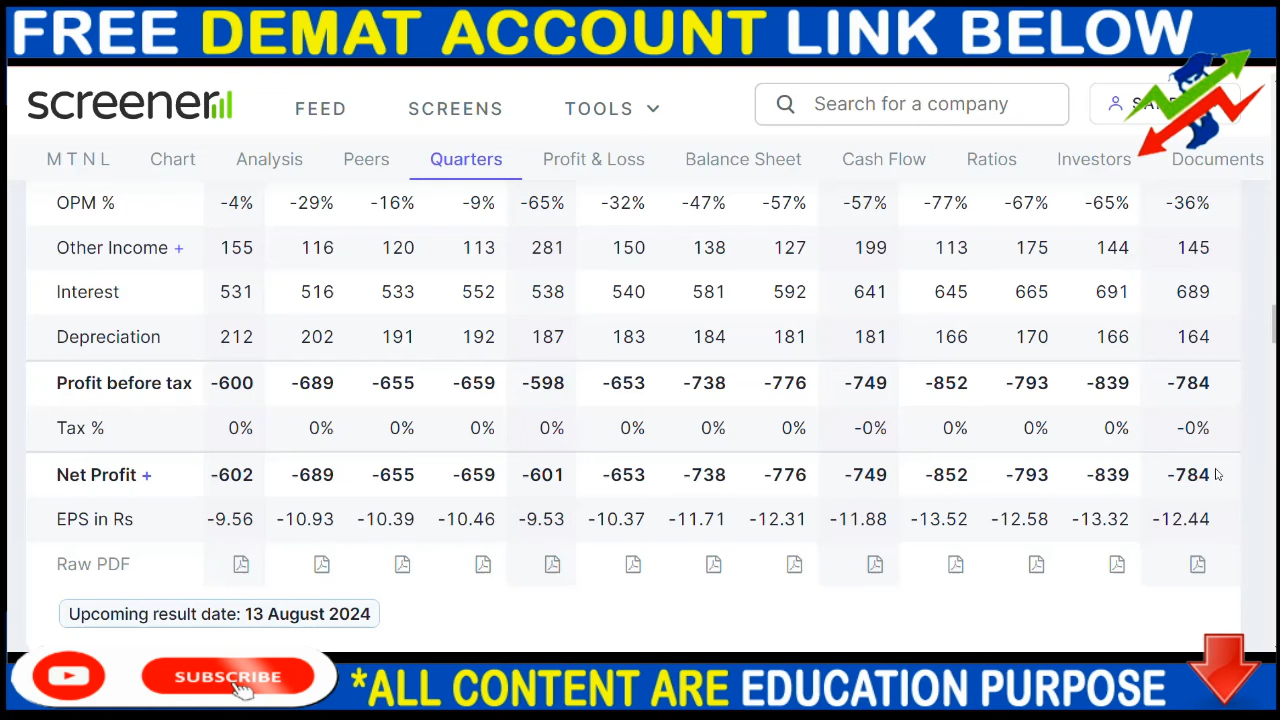 FREE DEMAT ACCOUNT LINK BELOW
screener
FEED SCREENS TOOLS Search for a company
M T N L Chart Analysis Peers Quarters Profit & Loss Balance Sheet Cash Flow Ratios Investors Documents
OPM % -4% -29% -16% -9% -65% -32% -47% -57% -57% -77% -67% -65% -36%
Other Income + 155 116 120 113 281 150 138 127 199 113 175 144 145
Interest 531 516 533 552 538 540 581 592 641 645 665 691 689
Depreciation 212 202 191 192 187 183 184 181 181 166 170 166 164
Profit before tax -600 -689 -655 -659 -598 -653 -738 -776 -749 -852 -793 -839 -784
Tax % 0% 0% 0% 0% 0% 0% 0% 0% -0% 0% 0% 0% -0%
Net Profit + -602 -689 -655 -659 -601 -653 -738 -776 -749 -852 -793 -839 -784
EPS in Rs -9.56 -10.93 -10.39 -10.46 -9.53 -10.37 -11.71 -12.31 -11.88 -13.52 -12.58 -13.32 -12.44
Raw PDF
Upcoming result date: 13 August 2024
SUBSCRIBE
*ALL CONTENT ARE EDUCATION PURPOSE